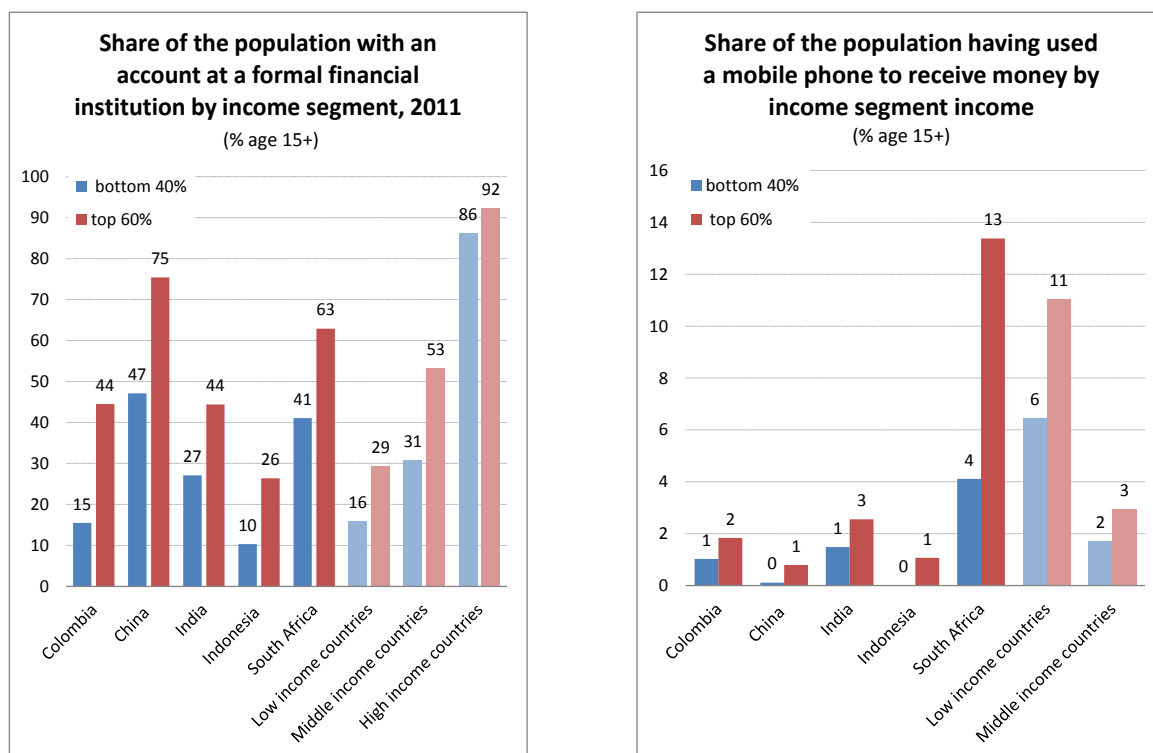 Share of the population with an
account at a formal financial
institution by income segment, 2011
(% age 15+)
bottom 40%
top 60%
100
90
80
70
60
50
40
30
20
10
0
15
44
47
75
27
44
10
26
41
63
16
29
31
53
86
92
Colombia
China
India
Indonesia
South Africa
Low income countries
Middle income countries
High income countries
Share of the population having used
a mobile phone to receive money by
income segment income
(% age 15+)
bottom 40%
top 60%
16
14
12
10
8
6
4
2
0
1
2
0
1
1
3
0
1
4
13
6
11
2
3
Colombia
China
India
Indonesia
South Africa
Low income countries
Middle income countries